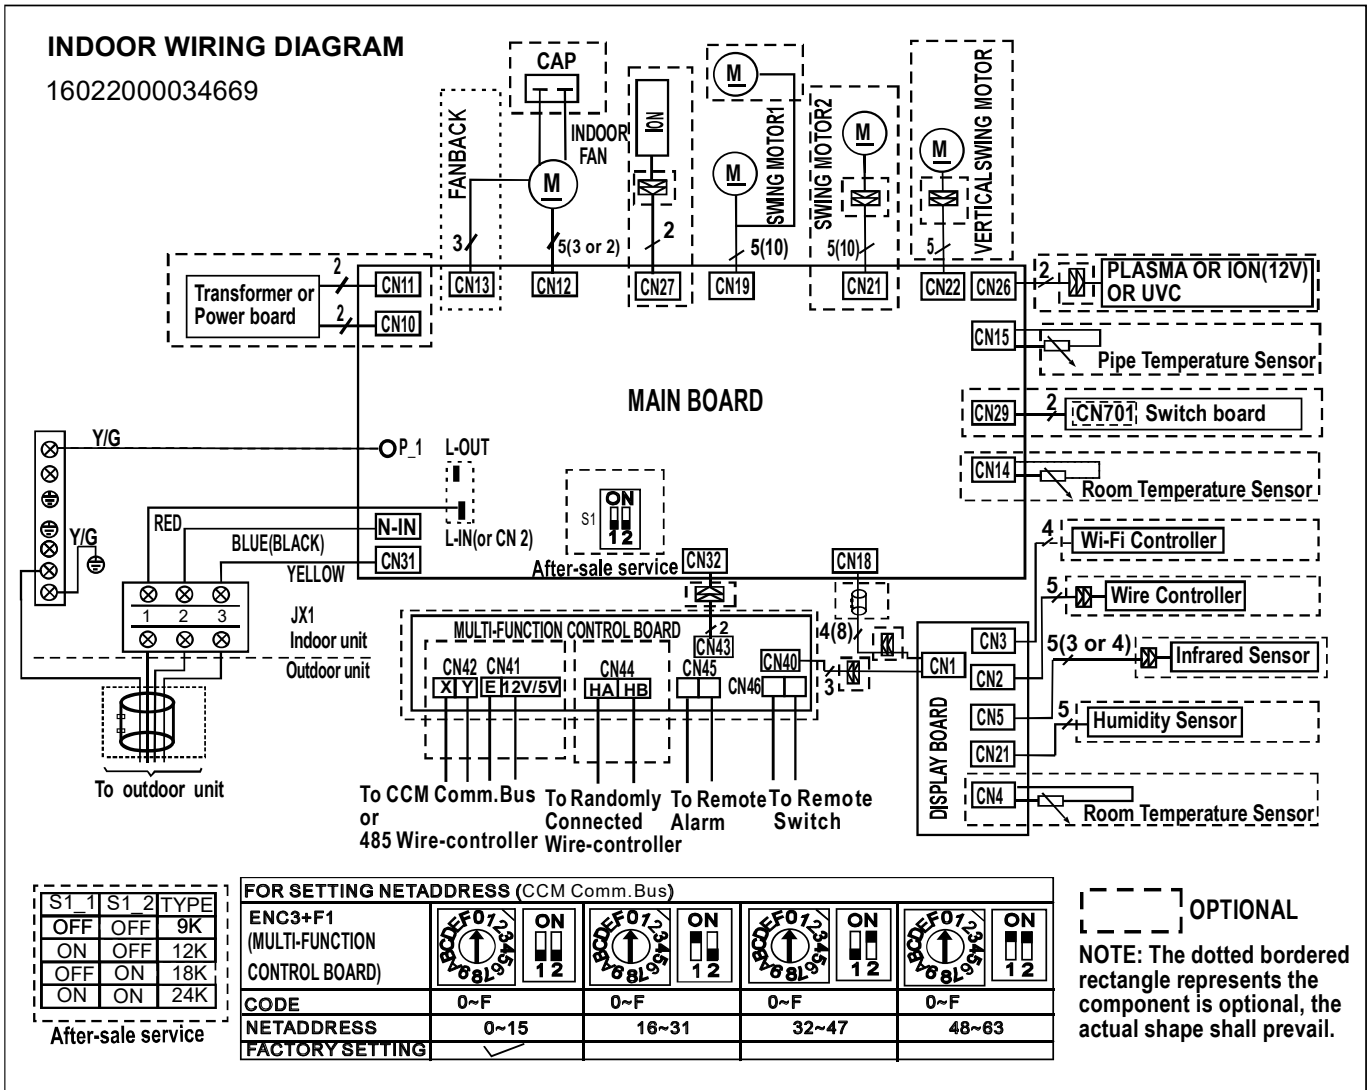 INDOOR WIRING DIAGRAM
16022000034669
CAP
INDOOR
FAN
M
FANBACK
3
5(3 or 2)
ION
2
M
M
SWING MOTOR1
5(10)
SWING MOTOR2
M
5(10)
M
VERTICAL SWING MOTOR
5
Transformer or
Power board
2
2
CN11
CN10
CN13
CN12
CN27
CN19
CN21
CN22
CN26
2
PLASMA OR ION(12V)
OR UVC
CN15
Pipe Temperature Sensor
MAIN BOARD
CN29
2
CN701
Switch board
CN14
Room Temperature Sensor
Y/G
P_1
L-OUT
L-IN(or CN 2)
S1
ON
1 2
After-sale service
RED
N-IN
BLUE(BLACK)
CN31
YELLOW
Y/G
CN32
CN18
4
Wi-Fi Controller
5
Wire Controller
5(3 or 4)
Infrared Sensor
5
Humidity Sensor
1 2 3
JX1
Indoor unit
Outdoor unit
To outdoor unit
MULTI-FUNCTION CONTROL BOARD
2
CN43
CN42
X Y
CN41
E 12V/5V
CN44
HA HB
CN45
CN46
CN40
4(8)
3
CN1
CN3
CN2
CN5
CN21
CN4
DISPLAY BOARD
Room Temperature Sensor
To CCM Comm.Bus
or
485 Wire-controller
To Randomly
Connected
Wire-controller
To Remote
Alarm
To Remote
Switch
S1_1 S1_2 TYPE
OFF OFF 9K
ON OFF 12K
OFF ON 18K
ON ON 24K
After-sale service
FOR SETTING NETADDRESS (CCM Comm.Bus)
ENC3+F1
(MULTI-FUNCTION
CONTROL BOARD)
0123456789ABCDEF
ON
1 2
0123456789ABCDEF
ON
1 2
0123456789ABCDEF
ON
1 2
0123456789ABCDEF
ON
1 2
CODE 0~F 0~F 0~F 0~F
NETADDRESS 0~15 16~31 32~47 48~63
FACTORY SETTING
OPTIONAL
NOTE: The dotted bordered
rectangle represents the
component is optional, the
actual shape shall prevail.